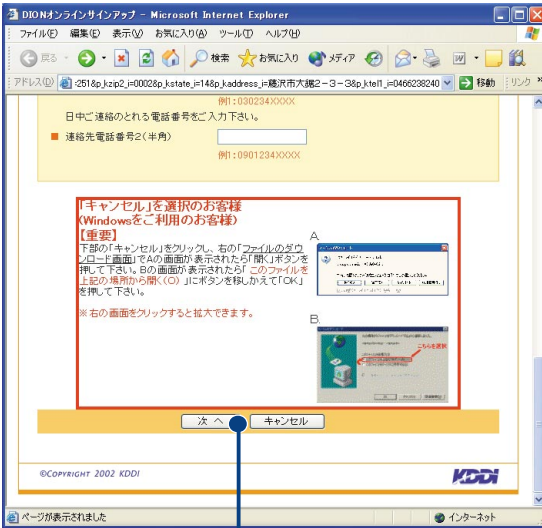 DIONオンラインサインアップ - Microsoft Internet Explorer
ファイル(F) 編集(E) 表示(V) お気に入り(A) ツール(T) ヘルプ(H)
戻る 検索 お気に入り メディア
アドレス(D) -251&p_kzip2_i=0002&p_kstate_i=14&p_kaddress_i=藤沢市大鋸2-3-3&p_ktel1_i=0466238240 移動 リンク
例1:030234XXXX
日中ご連絡のとれる電話番号をご入力下さい。
■ 連絡先電話番号2(半角)
例1:0901234XXXX
「キャンセル」を選択のお客様
(Windowsをご利用のお客様)
【重要】
下部の「キャンセル」をクリックし、右の「ファイルのダウ
ンロード画面」でAの画面が表示されたら「開く」ボタンを
押して下さい。Bの画面が表示されたら「このファイルを
上記の場所から開く(O)」にボタンを移しかえて「OK」
を押して下さい。
※右の画面をクリックすると拡大できます。
A.
B.
こちらを選択
次 へ キャンセル
©COPYRIGHT 2002 KDDI
KDDI
ページが表示されました インターネット